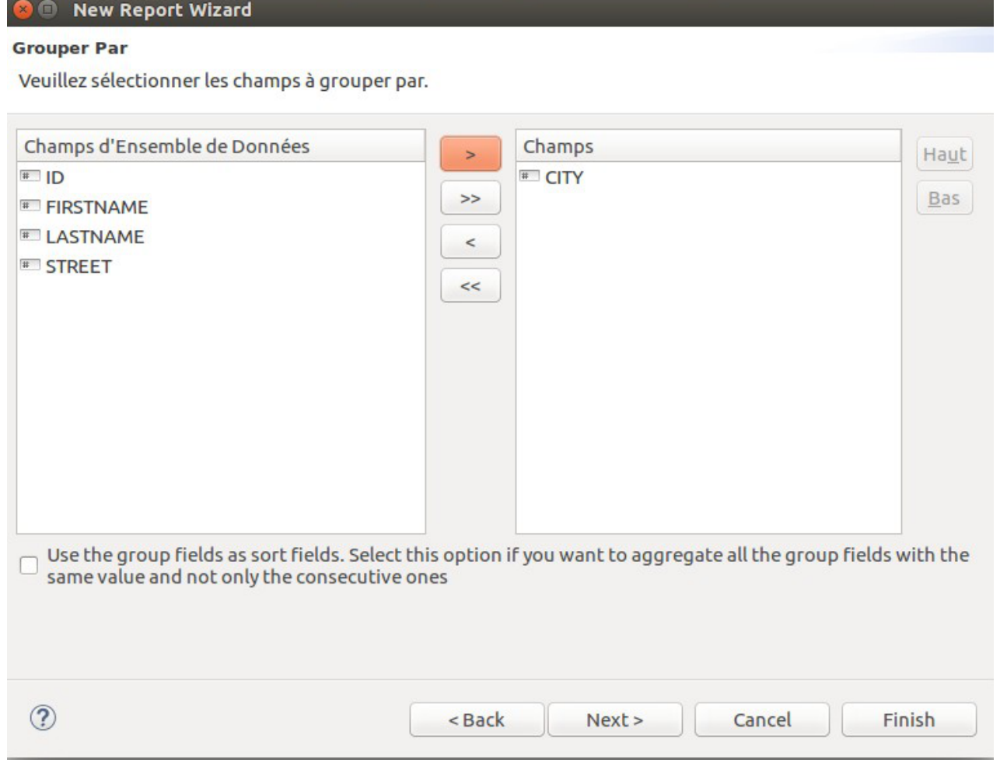 New Report Wizard
Grouper Par
Veuillez sélectionner les champs à grouper par.
Champs d'Ensemble de Données
ID
FIRSTNAME
LASTNAME
STREET
>
>>
<
<<
Champs
CITY
Haut
Bas
Use the group fields as sort fields. Select this option if you want to aggregate all the group fields with the
same value and not only the consecutive ones
?
< Back
Next >
Cancel
Finish